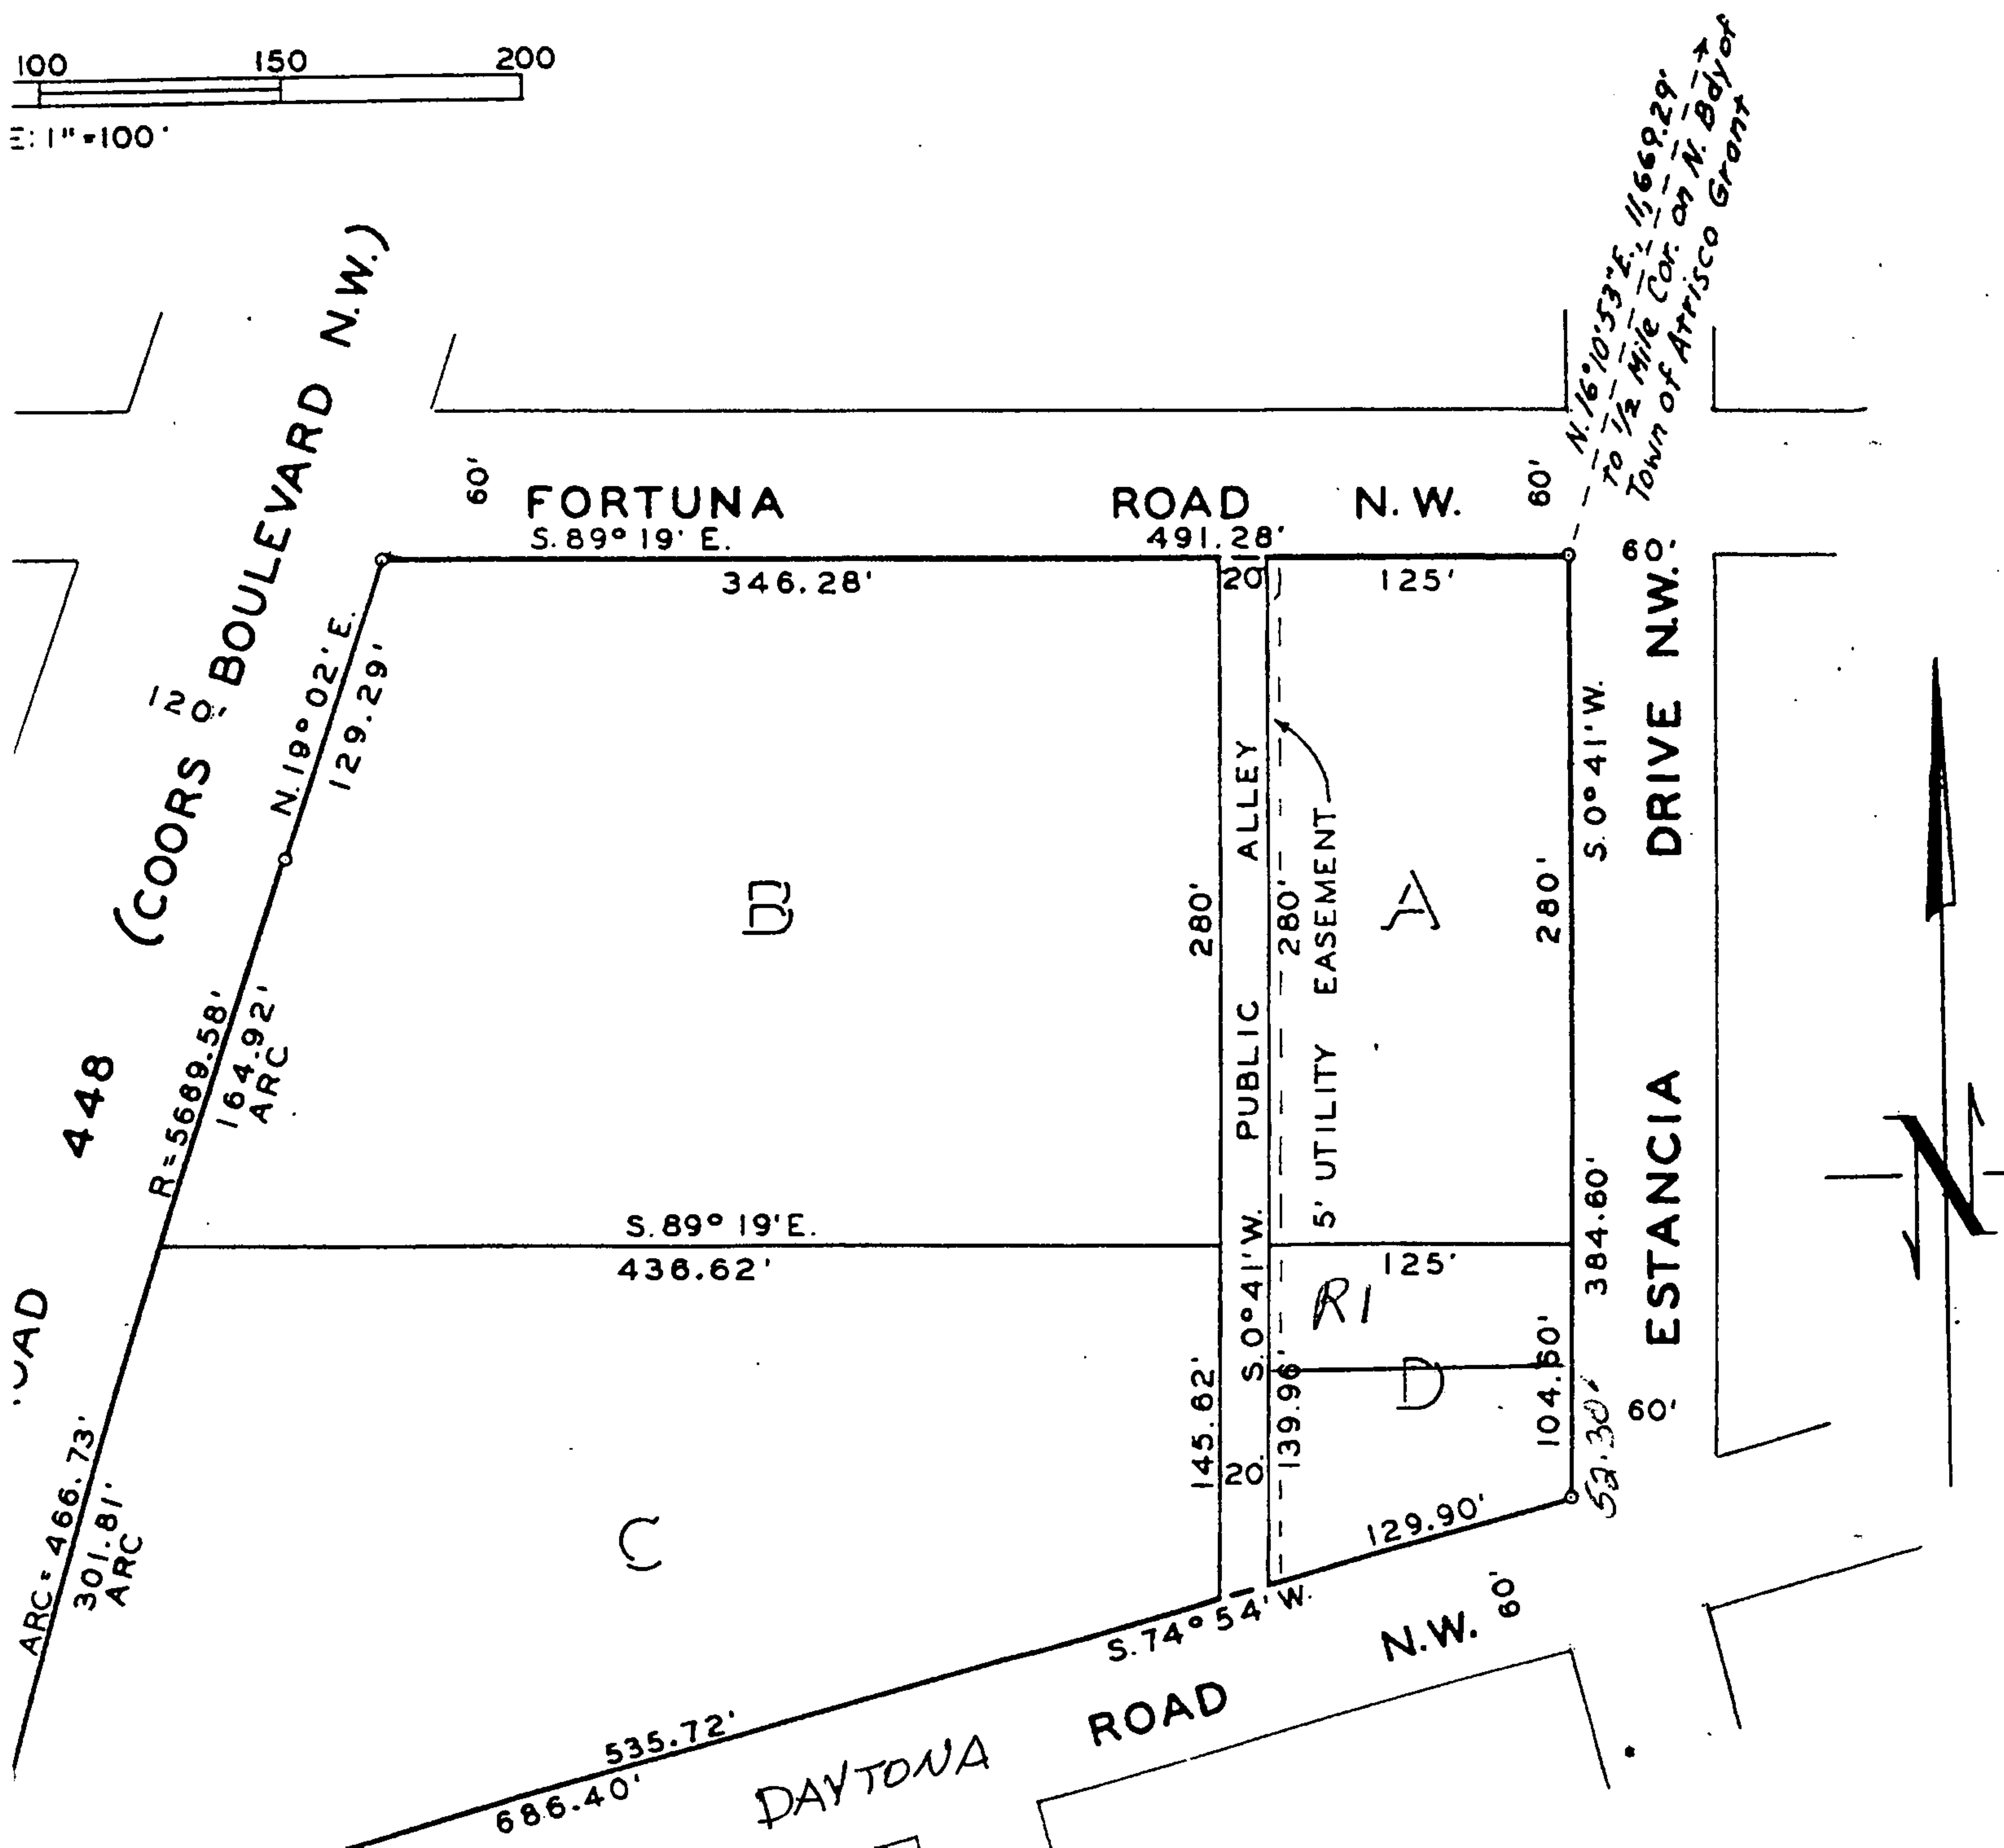 100 150 200
E: 1"=100'
N. 16°10'53"E., 11,669.29'
To 1/2 Mile Cor. on N. Bdy of
Town of Atrisco Grant
(COORS BOULEVARD N.W.)
120'
448
60'
FORTUNA ROAD N.W.
60'
S. 89° 19' E. 491.28'
346.28'
20'
125'
60'
N. 19° 02' E.
129.29'
R=5689.58'
164.92'
ARC
B
280'
PUBLIC ALLEY
280'
5' UTILITY EASEMENT
A
280'
S. 0° 41' W.
384.60'
ESTANCIA DRIVE N.W.
N
S. 89° 19' E.
436.62'
125'
R1
S. 0° 41' W.
D
145.62'
20'
139.96'
104.60'
52.30'
60'
ARC= 466.73'
301.81'
ARC
C
129.90'
S. 74° 54' W.
535.72'
686.40'
DAYTONA ROAD N.W.
60'